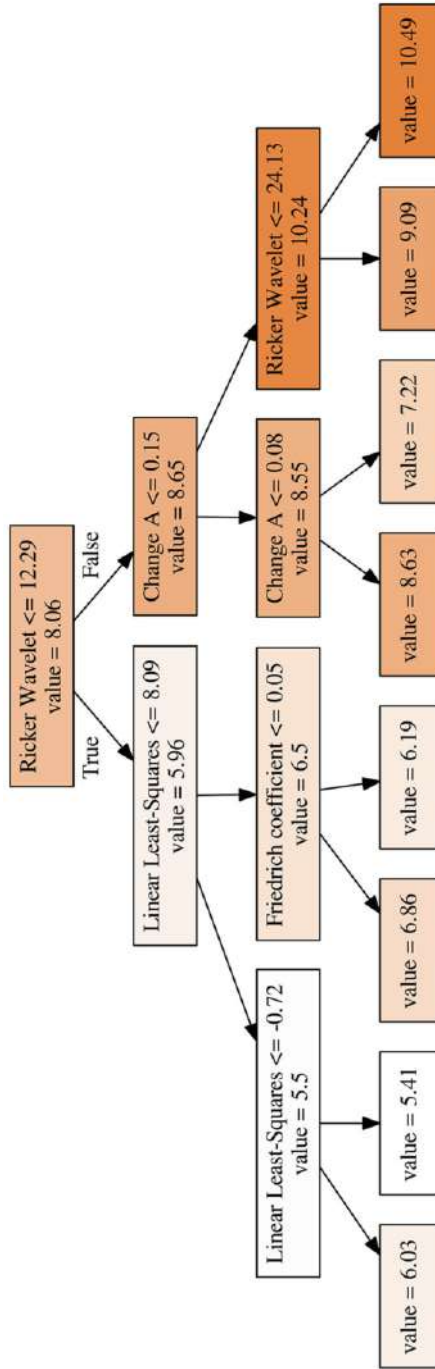 Ricker Wavelet <= 12.29
value = 8.06
True
False
Linear Least-Squares <= 8.09
value = 5.96
Change A <= 0.15
value = 8.65
Linear Least-Squares <= -0.72
value = 5.5
Friedrich coefficient <= 0.05
value = 6.5
Change A <= 0.08
value = 8.55
Ricker Wavelet <= 24.13
value = 10.24
value = 6.03
value = 5.41
value = 6.86
value = 6.19
value = 8.63
value = 7.22
value = 9.09
value = 10.49